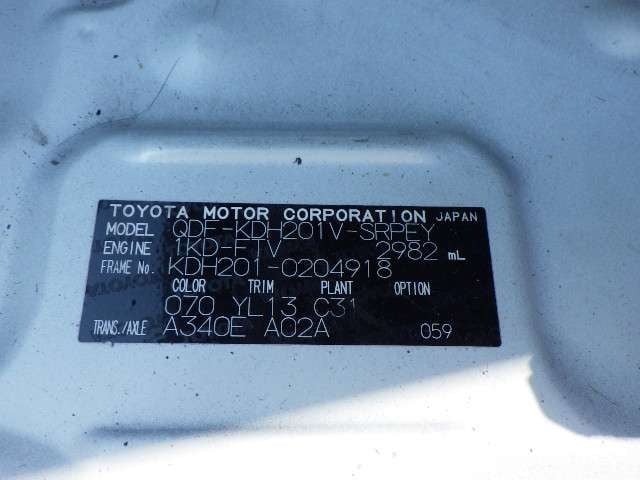 TOYOTA MOTOR CORPORATION JAPAN
MODEL QDF-KDH201V-SRPEY
ENGINE 1KD-FTV 2982 mL
FRAME No. KDH201-0204918
COLOR TRIM PLANT OPTION
070 YL13 C31
TRANS./AXLE A340E A02A 059